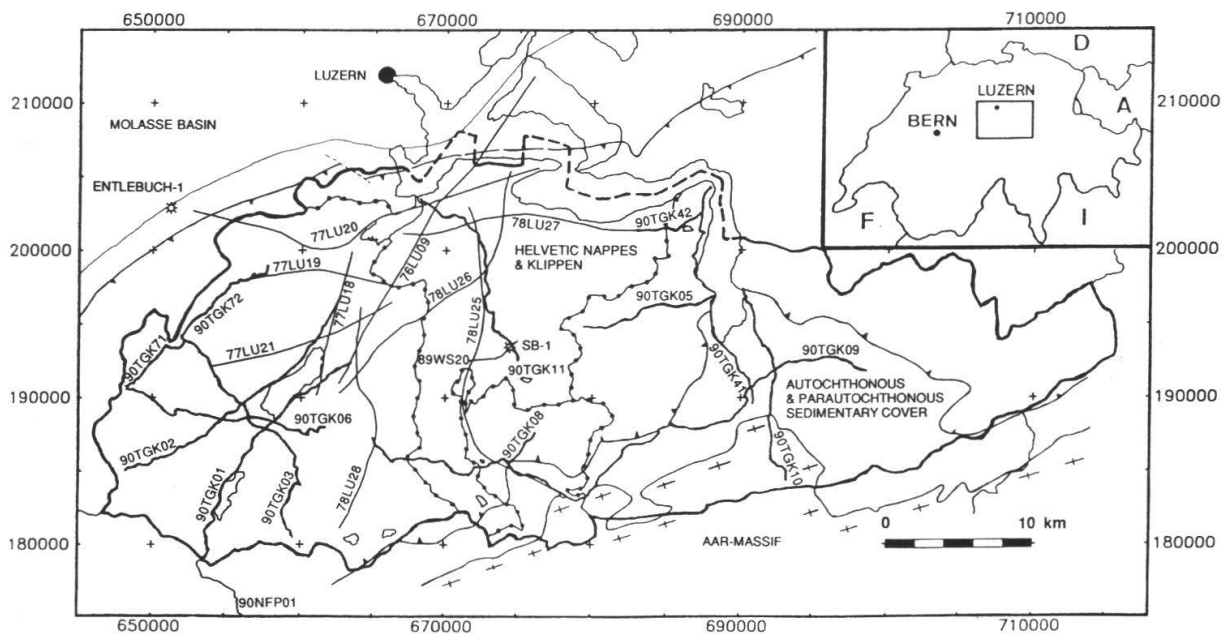 650000 670000 690000 710000
D
LUZERN
LUZERN
210000
A
210000
MOLASSE BASIN
BERN
ENTLEBUCH-1
F
I
77LU20
78LU27
90TGK42
200000
200000
76LU09
HELVETIC NAPPES
& KLIPPEN
77LU19
78LU26
90TGK05
90TGK72
77LU18
78LU25
SB-1
90TGK71
77LU21
89WS20
90TGK11
90TGK09
90TGK41
AUTOCHTHONOUS
& PARAUTOCHTHONOUS
SEDIMENTARY COVER
190000
190000
90TGK06
90TGK08
90TGK02
90TGK10
90TGK01
90TGK03
78LU28
0 10 km
180000
180000
AAR-MASSIF
90NFP01
650000 670000 690000 710000